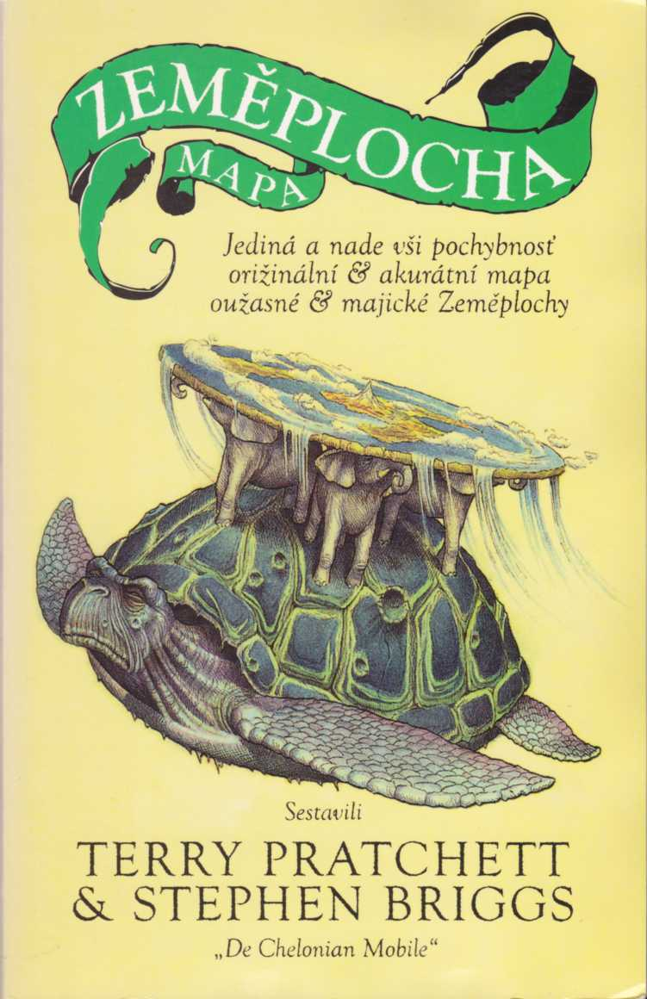 ZEMĚPLOCHA
MAPA
Jediná a nade vši pochybnosť
orižinální & akurátní mapa
oužasné & majické Zeměplochy
Sestavili
TERRY PRATCHETT
& STEPHEN BRIGGS
„De Chelonian Mobile“